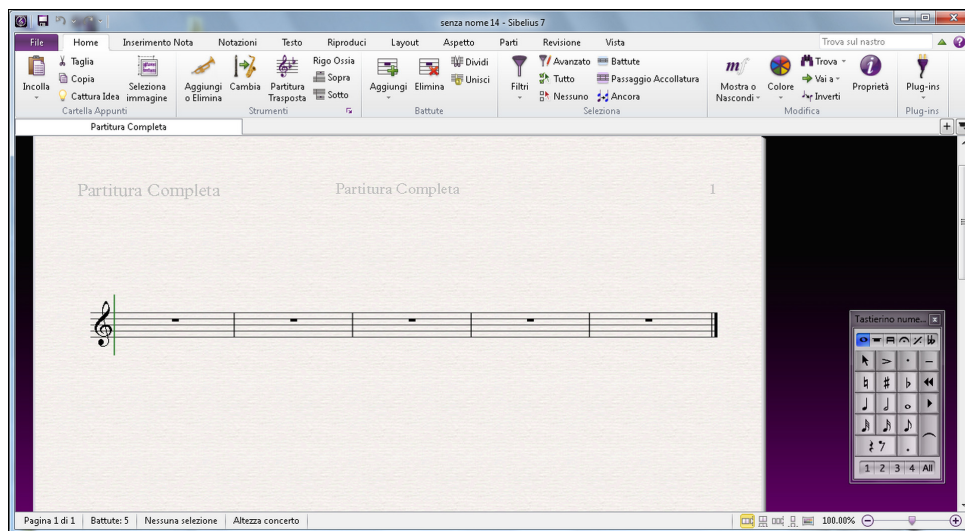 senza nome 14 - Sibelius 7
File Home Inserimento Nota Notazioni Testo Riproduci Layout Aspetto Parti Revisione Vista Trova sul nastro
Incolla
Taglia
Copia
Cattura Idea
Seleziona immagine
Cartella Appunti
Aggiungi o Elimina
Cambia
Partitura Trasposta
Rigo Ossia
Sopra
Sotto
Strumenti
Aggiungi
Elimina
Dividi
Unisci
Battute
Filtri
Avanzato
Tutto
Nessuno
Battute
Passaggio Accollatura
Ancora
Seleziona
mf
Mostra o Nascondi
Colore
Trova
Vai a
Inverti
Proprietà
Modifica
Plug-ins
Plug-ins
Partitura Completa
Partitura Completa Partitura Completa 1
Tastierino nume...
1 2 3 4 All
Pagina 1 di 1 Battute: 5 Nessuna selezione Altezza concerto 100.00%